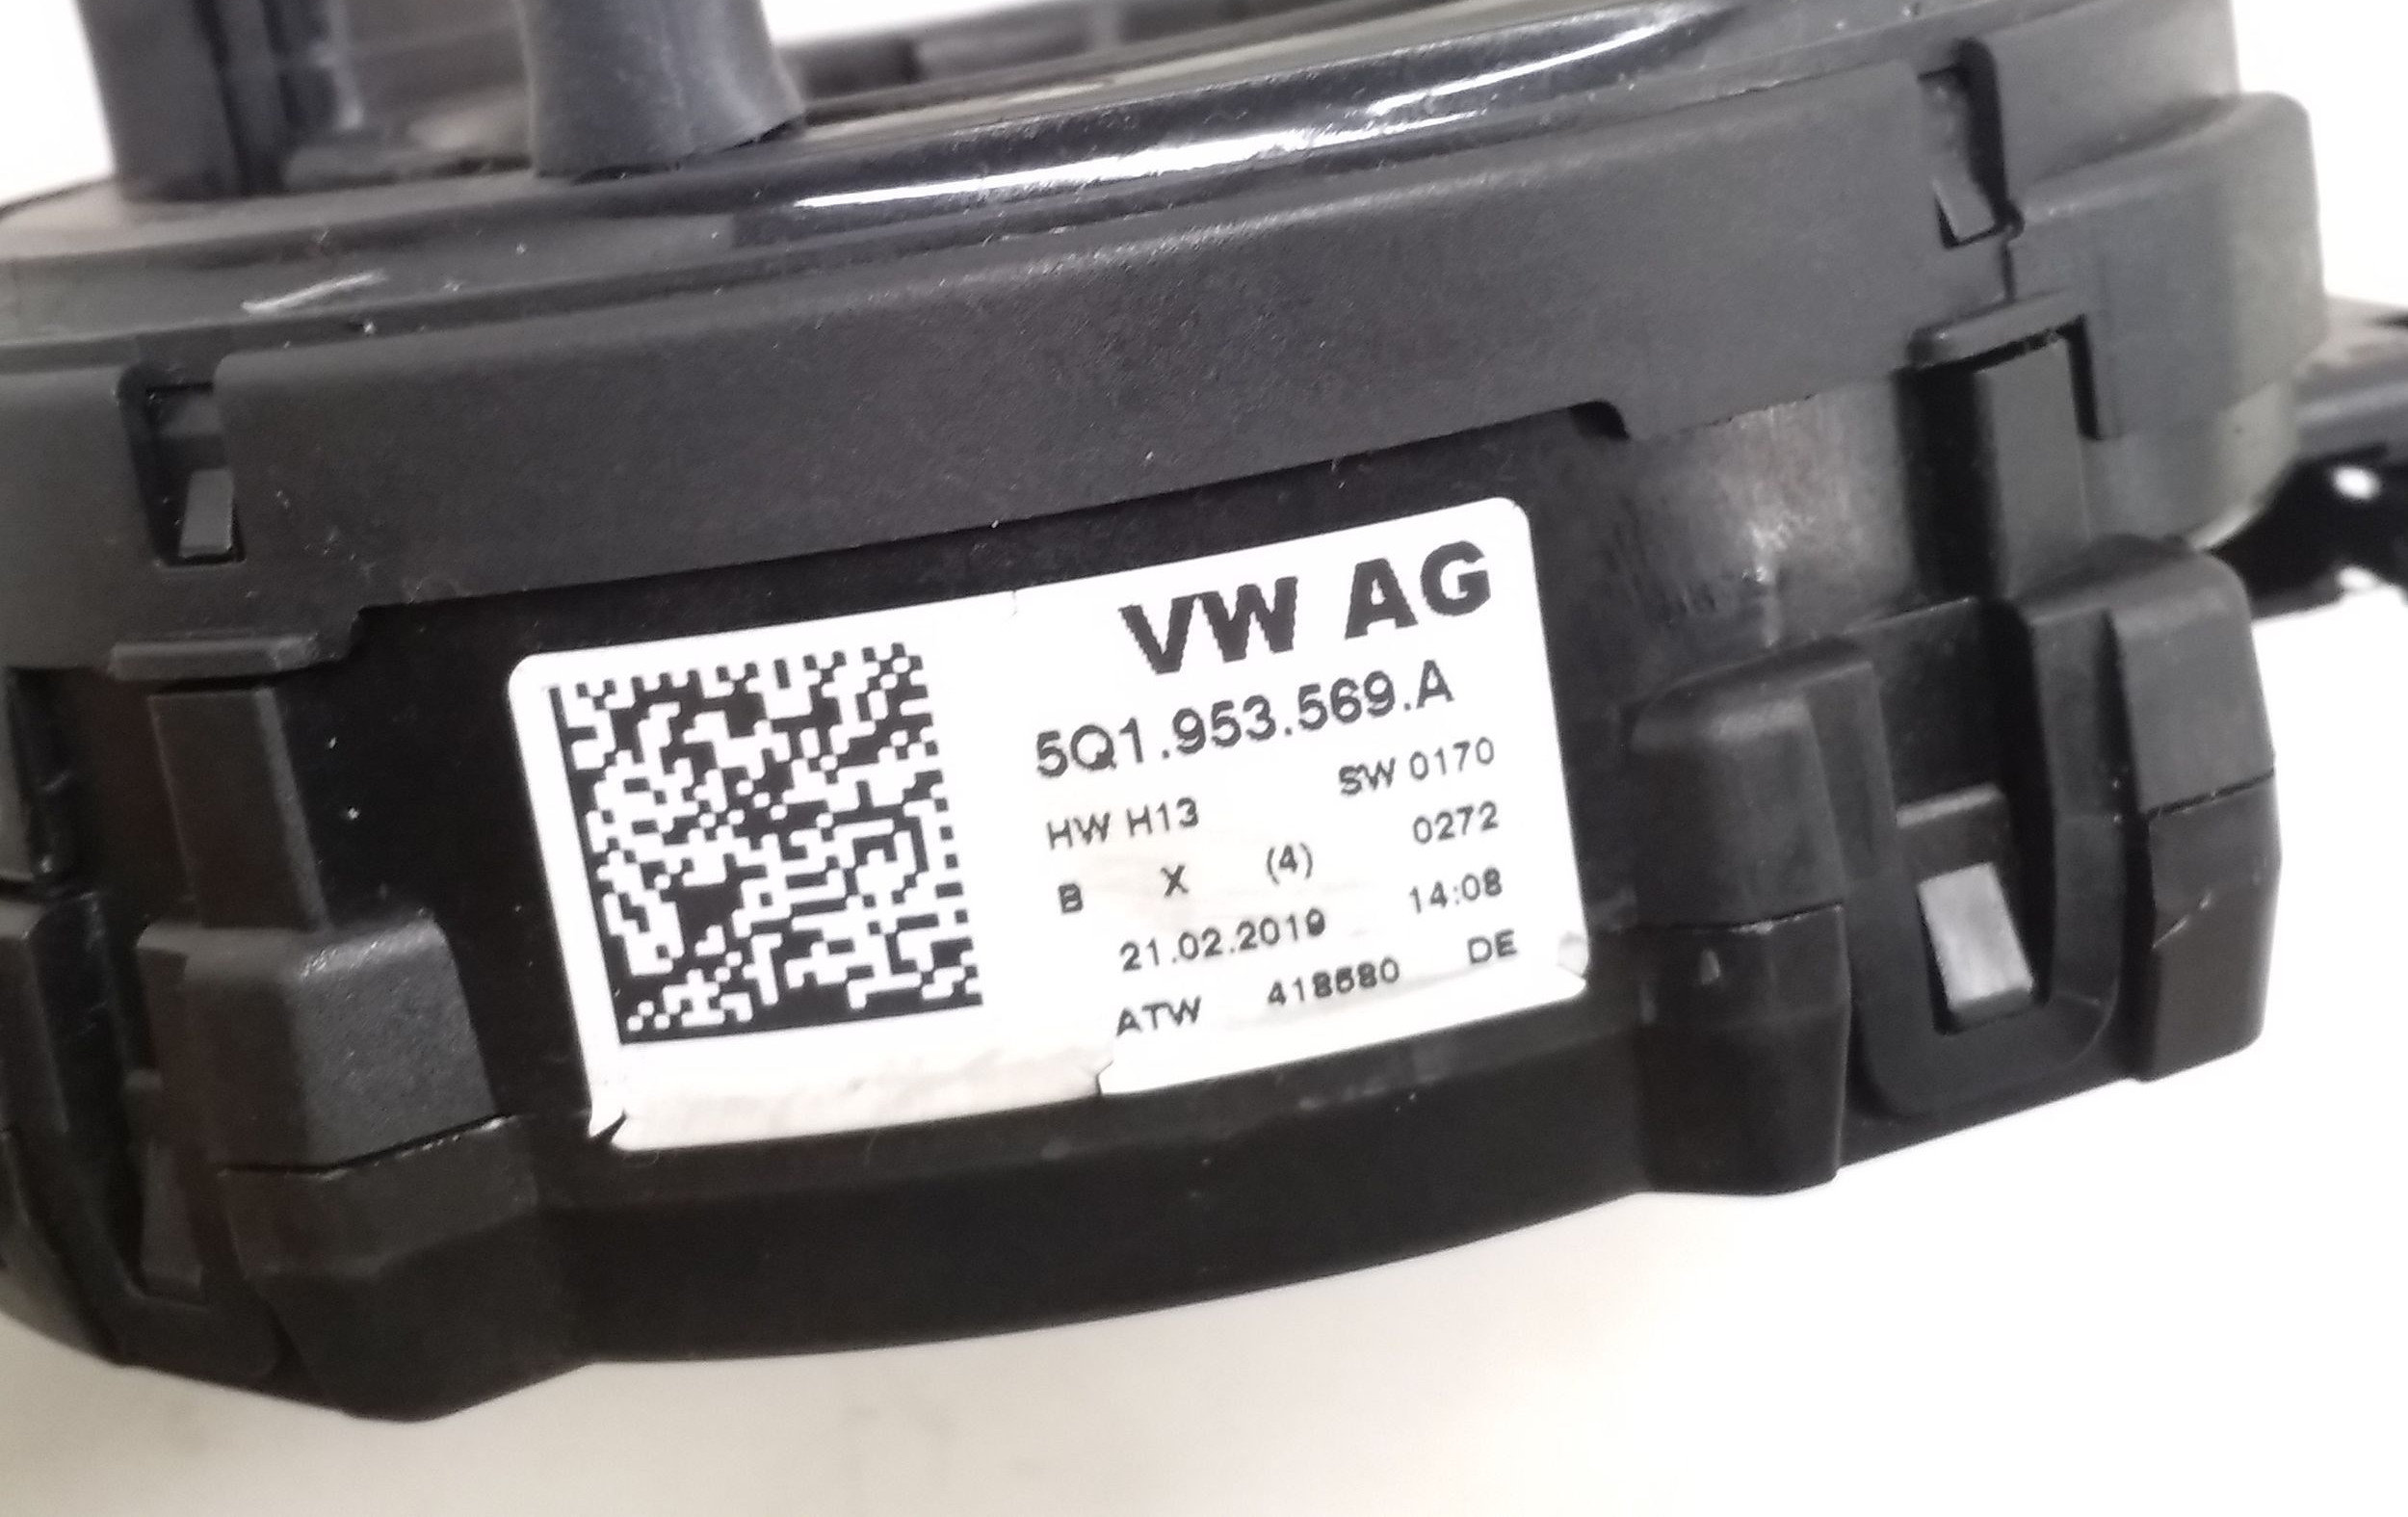 VW AG
5Q1.953.569.A
HW H13 SW 0170
B X (4) 0272
21.02.2019 14:08
ATW 418580 DE